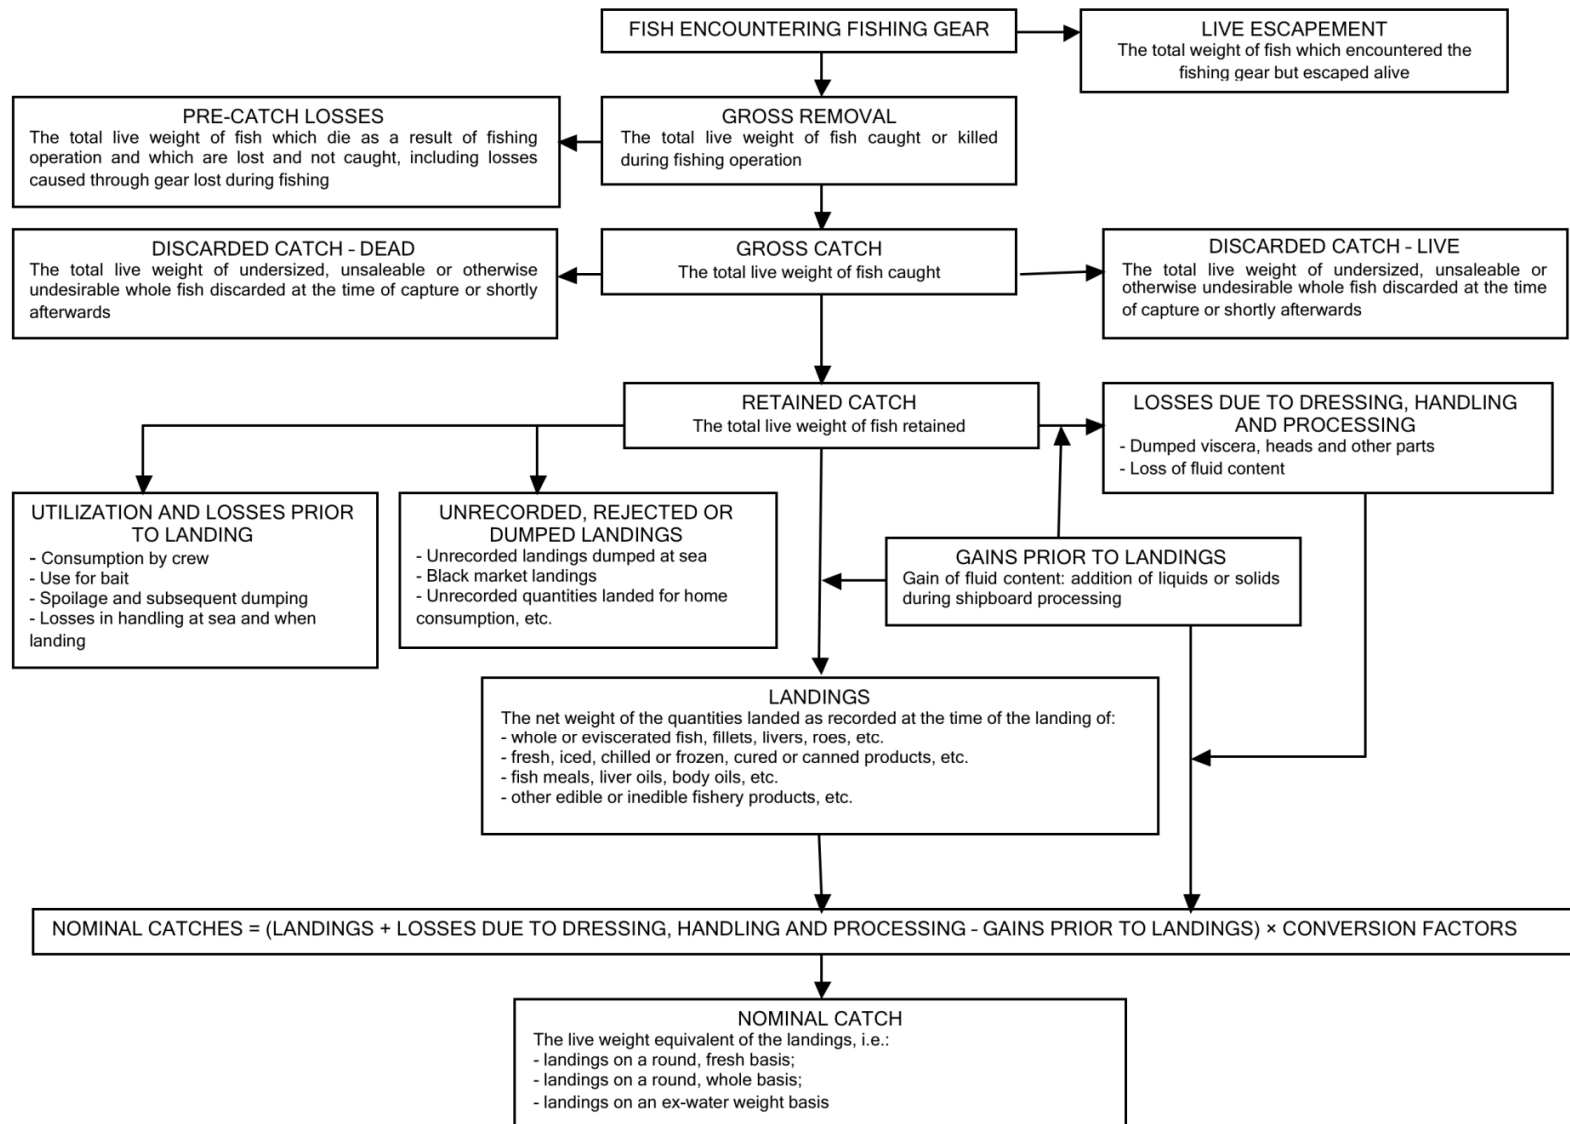 FISH ENCOUNTERING FISHING GEAR
LIVE ESCAPEMENT
The total weight of fish which encountered the
fishing gear but escaped alive
PRE-CATCH LOSSES
The total live weight of fish which die as a result of fishing
operation and which are lost and not caught, including losses
caused through gear lost during fishing
GROSS REMOVAL
The total live weight of fish caught or killed
during fishing operation
DISCARDED CATCH - DEAD
The total live weight of undersized, unsaleable or otherwise
undesirable whole fish discarded at the time of capture or shortly
afterwards
GROSS CATCH
The total live weight of fish caught
DISCARDED CATCH - LIVE
The total live weight of undersized, unsaleable or
otherwise undesirable whole fish discarded at the time
of capture or shortly afterwards
RETAINED CATCH
The total live weight of fish retained
LOSSES DUE TO DRESSING, HANDLING
AND PROCESSING
- Dumped viscera, heads and other parts
- Loss of fluid content
UTILIZATION AND LOSSES PRIOR
TO LANDING
- Consumption by crew
- Use for bait
- Spoilage and subsequent dumping
- Losses in handling at sea and when
landing
UNRECORDED, REJECTED OR
DUMPED LANDINGS
- Unrecorded landings dumped at sea
- Black market landings
- Unrecorded quantities landed for home
consumption, etc.
GAINS PRIOR TO LANDINGS
Gain of fluid content: addition of liquids or solids
during shipboard processing
LANDINGS
The net weight of the quantities landed as recorded at the time of the landing of:
- whole or eviscerated fish, fillets, livers, roes, etc.
- fresh, iced, chilled or frozen, cured or canned products, etc.
- fish meals, liver oils, body oils, etc.
- other edible or inedible fishery products, etc.
NOMINAL CATCHES = (LANDINGS + LOSSES DUE TO DRESSING, HANDLING AND PROCESSING - GAINS PRIOR TO LANDINGS) × CONVERSION FACTORS
NOMINAL CATCH
The live weight equivalent of the landings, i.e.:
- landings on a round, fresh basis;
- landings on a round, whole basis;
- landings on an ex-water weight basis